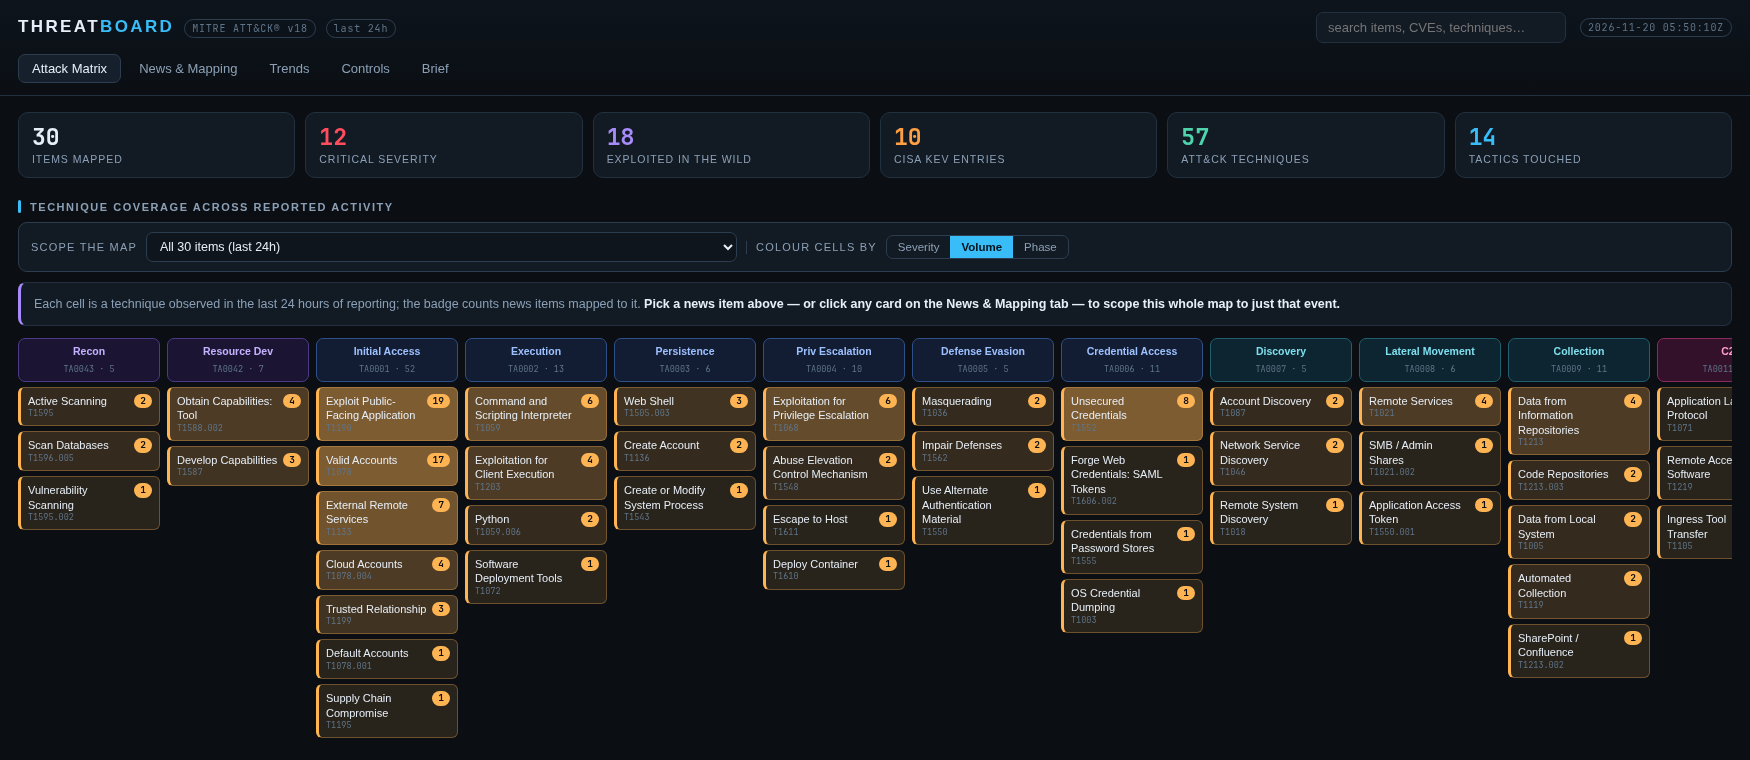 THREATBOARD MITRE ATT&CK® v18 last 24h search items, CVEs, techniques… 2026-11-20 05:50:10Z
Attack Matrix News & Mapping Trends Controls Brief
30 12 18 10 57 14
ITEMS MAPPED CRITICAL SEVERITY EXPLOITED IN THE WILD CISA KEV ENTRIES ATT&CK TECHNIQUES TACTICS TOUCHED
TECHNIQUE COVERAGE ACROSS REPORTED ACTIVITY
SCOPE THE MAP All 30 items (last 24h) | COLOUR CELLS BY Severity Volume Phase
Each cell is a technique observed in the last 24 hours of reporting; the badge counts news items mapped to it. Pick a news item above — or click any card on the News & Mapping tab — to scope this whole map to just that event.
Recon
TA0043 · 5
Active Scanning 2
T1595
Scan Databases 2
T1596.005
Vulnerability 1
Scanning
T1595.002
Resource Dev
TA0042 · 7
Obtain Capabilities: 4
Tool
T1588.002
Develop Capabilities 3
T1587
Initial Access
TA0001 · 52
Exploit Public- 19
Facing Application
T1190
Valid Accounts 17
T1078
External Remote 7
Services
T1133
Cloud Accounts 4
T1078.004
Trusted Relationship 3
T1199
Default Accounts 1
T1078.001
Supply Chain 1
Compromise
T1195
Execution
TA0002 · 13
Command and 6
Scripting Interpreter
T1059
Exploitation for 4
Client Execution
T1203
Python 2
T1059.006
Software 1
Deployment Tools
T1072
Persistence
TA0003 · 6
Web Shell 3
T1505.003
Create Account 2
T1136
Create or Modify 1
System Process
T1543
Priv Escalation
TA0004 · 10
Exploitation for 6
Privilege Escalation
T1068
Abuse Elevation 2
Control Mechanism
T1548
Escape to Host 1
T1611
Deploy Container 1
T1610
Defense Evasion
TA0005 · 5
Masquerading 2
T1036
Impair Defenses 2
T1562
Use Alternate 1
Authentication
Material
T1550
Credential Access
TA0006 · 11
Unsecured 8
Credentials
T1552
Forge Web 1
Credentials: SAML
Tokens
T1606.002
Credentials from 1
Password Stores
T1555
OS Credential 1
Dumping
T1003
Discovery
TA0007 · 5
Account Discovery 2
T1087
Network Service 2
Discovery
T1046
Remote System 1
Discovery
T1018
Lateral Movement
TA0008 · 6
Remote Services 4
T1021
SMB / Admin 1
Shares
T1021.002
Application Access 1
Token
T1550.001
Collection
TA0009 · 11
Data from 4
Information
Repositories
T1213
Code Repositories 2
T1213.003
Data from Local 2
System
T1005
Automated 2
Collection
T1119
SharePoint / 1
Confluence
T1213.002
C2
TA0011
Application La
Protocol
T1071
Remote Acce
Software
T1219
Ingress Tool
Transfer
T1105